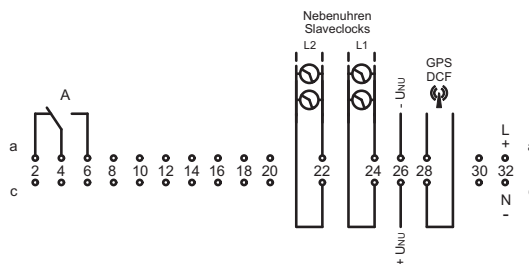 Nebenuhren
Slaveclocks
L2 L1
GPS
DCF
A
- UNU
L
+
a a
2 4 6 8 10 12 14 16 18 20 22 24 26 28 30 32
c
N
-
+ UNU